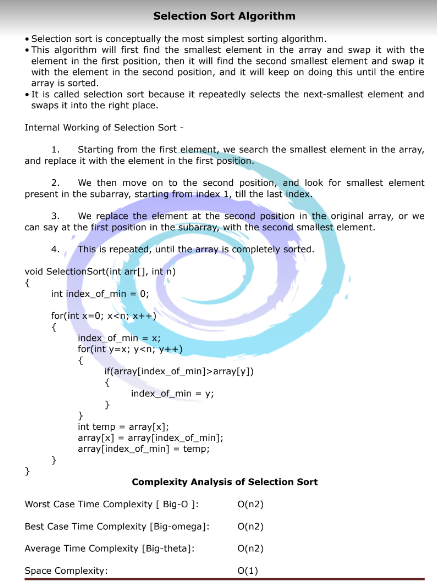 Selection Sort Algorithm
• Selection sort is conceptually the most simplest sorting algorithm.
• This algorithm will first find the smallest element in the array and swap it with the
element in the first position, then it will find the second smallest element and swap it
with the element in the second position, and it will keep on doing this until the entire
array is sorted.
• It is called selection sort because it repeatedly selects the next-smallest element and
swaps it into the right place.
Internal Working of Selection Sort -
1. Starting from the first element, we search the smallest element in the array,
and replace it with the element in the first position.
2. We then move on to the second position, and look for smallest element
present in the subarray, starting from index 1, till the last index.
3. We replace the element at the second position in the original array, or we
can say at the first position in the subarray, with the second smallest element.
4. This is repeated, until the array is completely sorted.
void SelectionSort(int arr[], int n)
{
int index_of_min = 0;
for(int x=0; x<n; x++)
{
index_of_min = x;
for(int y=x; y<n; y++)
{
if(array[index_of_min]>array[y])
{
index_of_min = y;
}
}
int temp = array[x];
array[x] = array[index_of_min];
array[index_of_min] = temp;
}
}
Complexity Analysis of Selection Sort
Worst Case Time Complexity [ Big-O ]: O(n2)
Best Case Time Complexity [Big-omega]: O(n2)
Average Time Complexity [Big-theta]: O(n2)
Space Complexity: O(1)